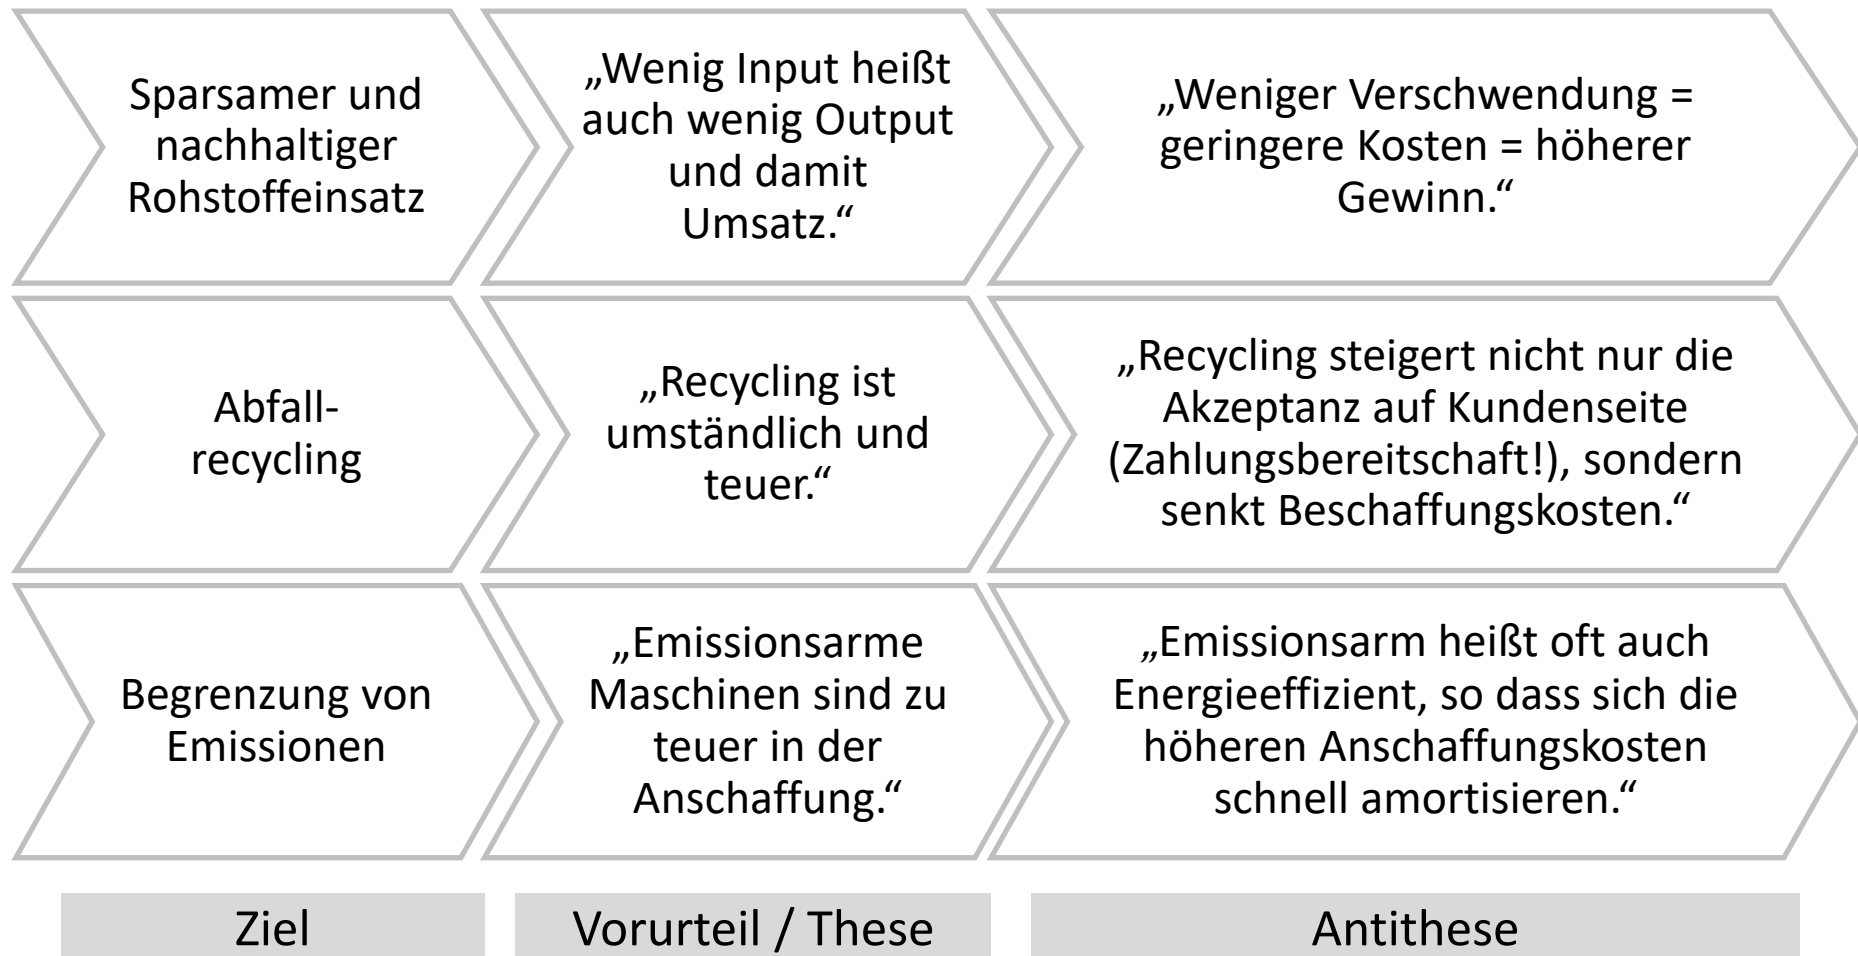 Sparsamer und
nachhaltiger
Rohstoffeinsatz
„Wenig Input heißt
auch wenig Output
und damit
Umsatz.“
„Weniger Verschwendung =
geringere Kosten = höherer
Gewinn.“
Abfall-
recycling
„Recycling ist
umständlich und
teuer.“
„Recycling steigert nicht nur die
Akzeptanz auf Kundenseite
(Zahlungsbereitschaft!), sondern
senkt Beschaffungskosten.“
Begrenzung von
Emissionen
„Emissionsarme
Maschinen sind zu
teuer in der
Anschaffung.“
„Emissionsarm heißt oft auch
Energieeffizient, so dass sich die
höheren Anschaffungskosten
schnell amortisieren.“
Ziel
Vorurteil / These
Antithese